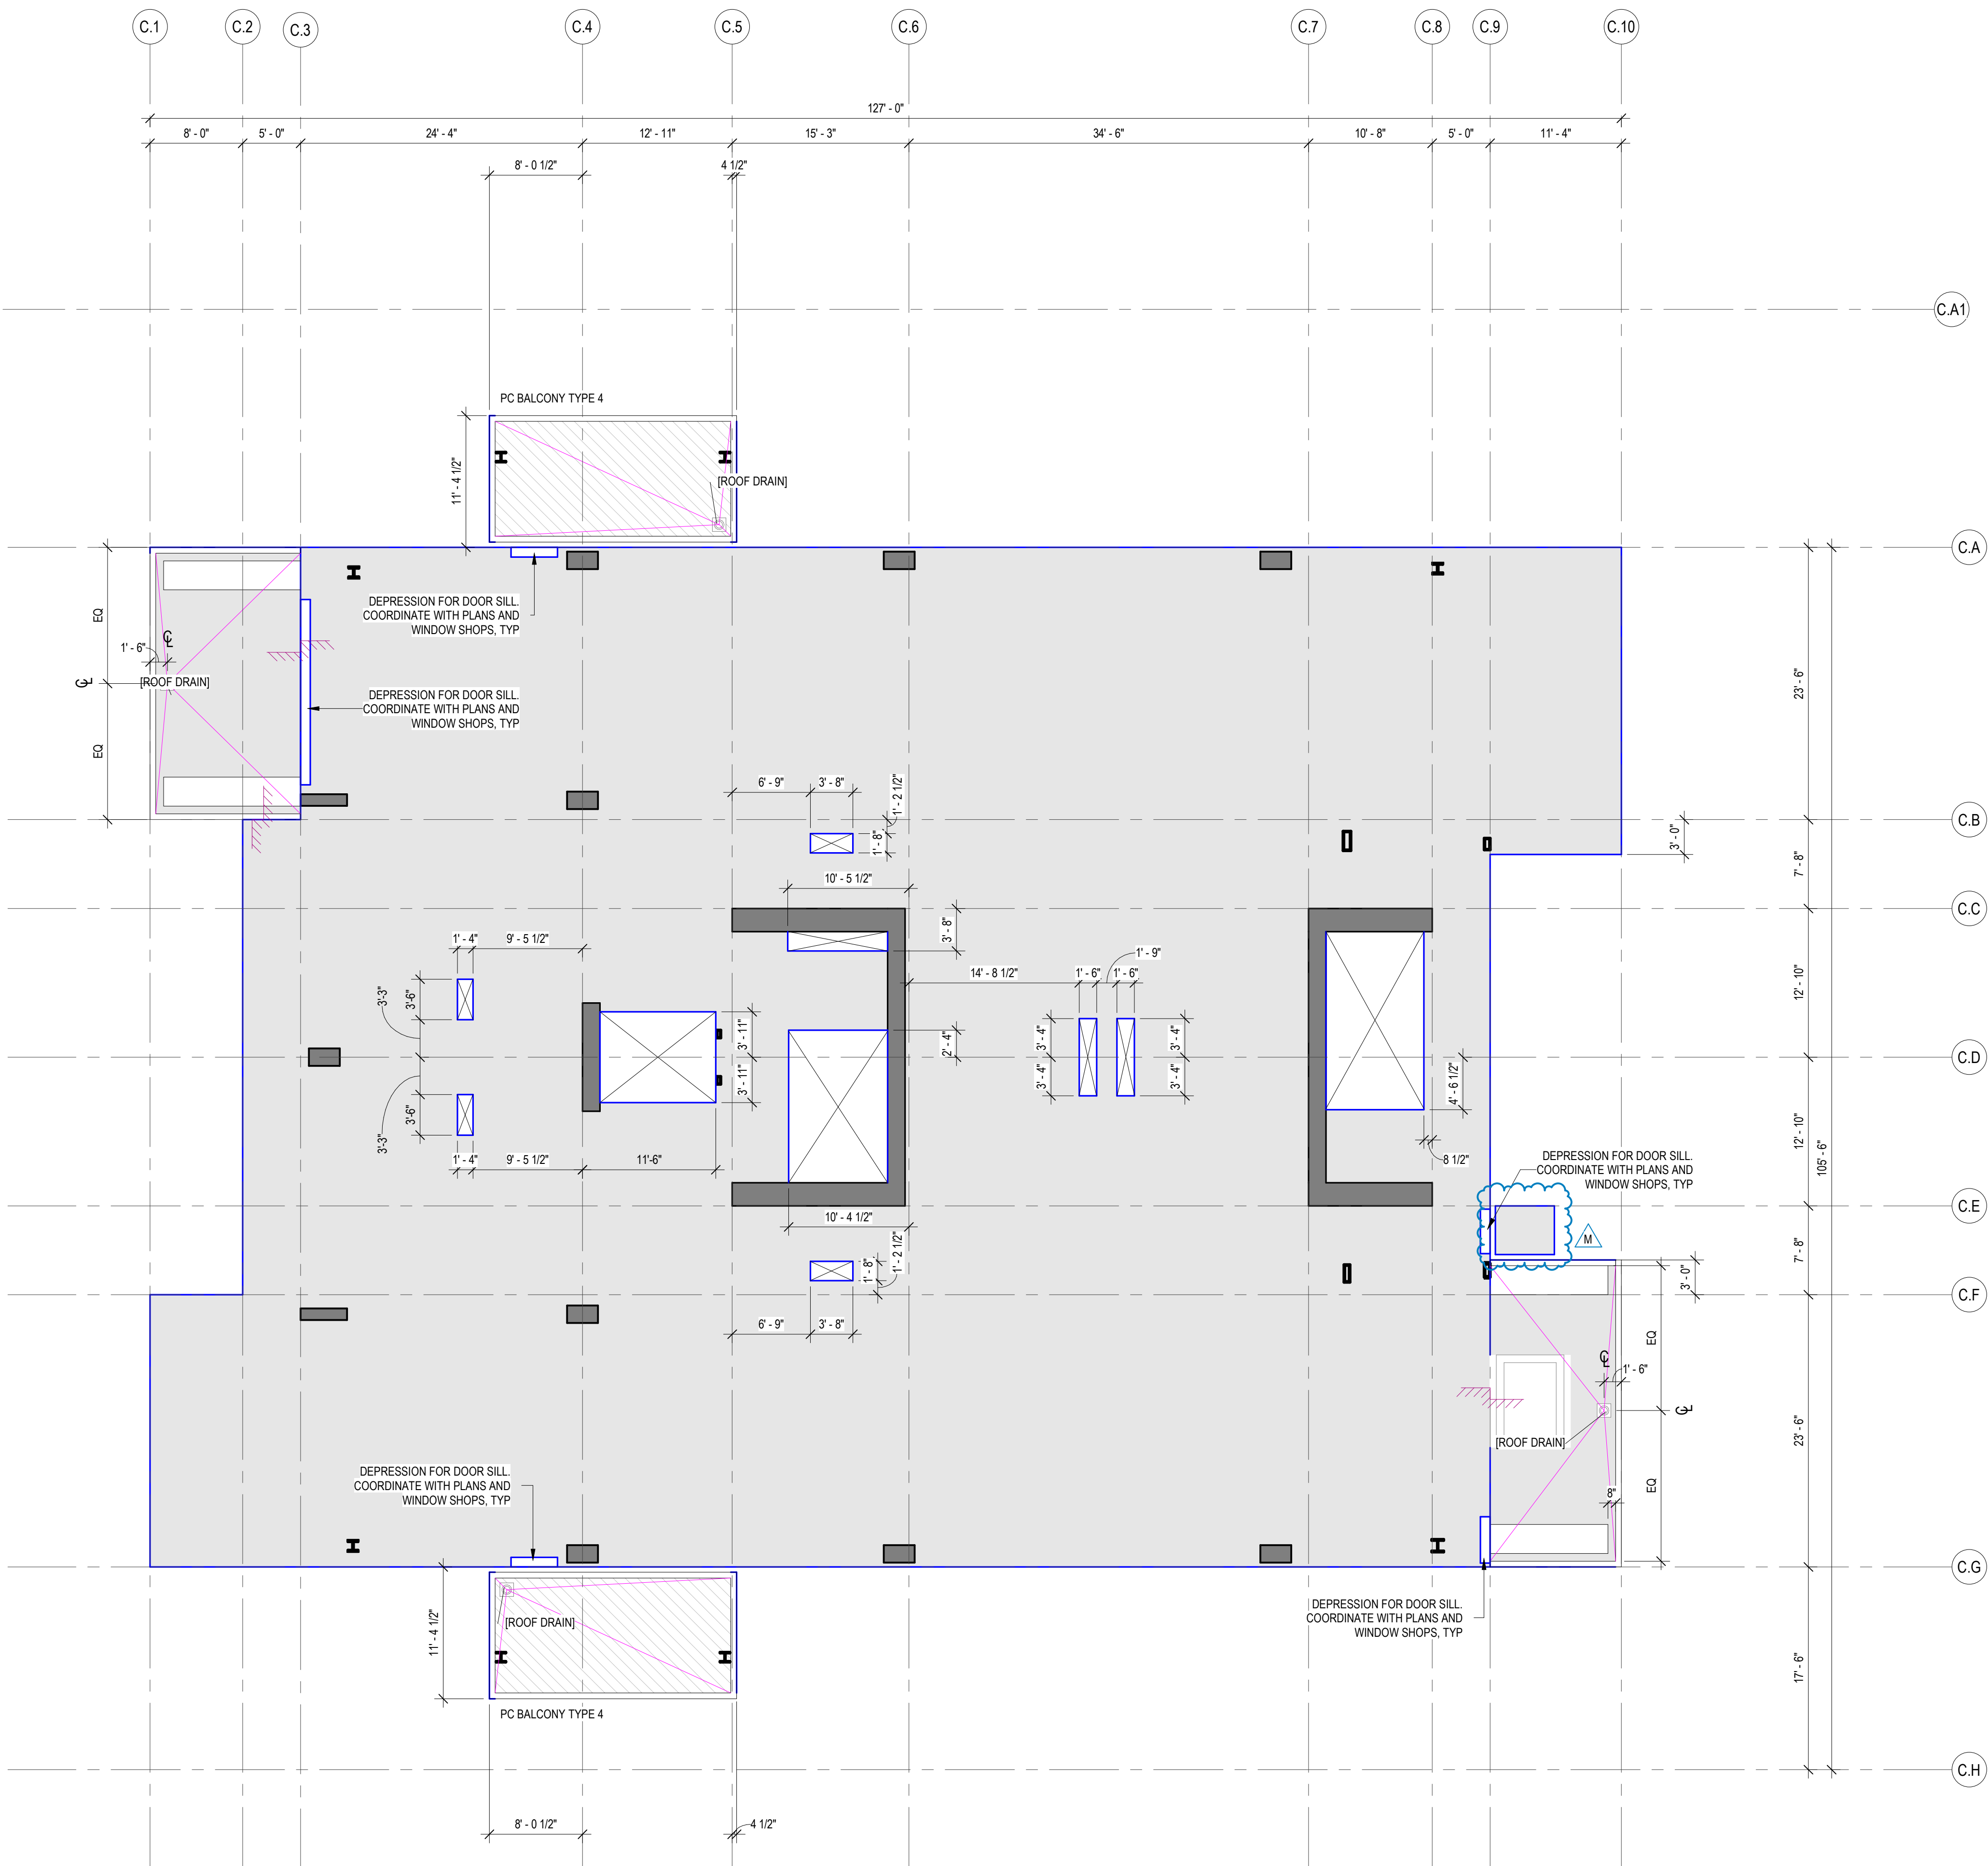 C.1
C.2
C.3
C.4
C.5
C.6
C.7
C.8
C.9
C.10
127' - 0"
8' - 0"
5' - 0"
24' - 4"
12' - 11"
15' - 3"
34' - 6"
10' - 8"
5' - 0"
11' - 4"
8' - 0 1/2"
4 1/2"
C.A1
PC BALCONY TYPE 4
11' - 4 1/2"
[ROOF DRAIN]
C.A
DEPRESSION FOR DOOR SILL.
COORDINATE WITH PLANS AND
WINDOW SHOPS, TYP
EQ
1' - 6"
CL
CL
[ROOF DRAIN]
DEPRESSION FOR DOOR SILL.
COORDINATE WITH PLANS AND
WINDOW SHOPS, TYP
EQ
23' - 6"
6' - 9"
3' - 8"
1' - 2 1/2"
1' - 8"
C.B
3' - 0"
7' - 8"
10' - 5 1/2"
C.C
3' - 8"
1' - 4"
9' - 5 1/2"
14' - 8 1/2"
1' - 6"
1' - 6"
1' - 9"
12' - 10"
3'-3"
3'-6"
3' - 11"
2' - 4"
3' - 4"
3' - 4"
C.D
3' - 11"
3' - 4"
3' - 4"
4' - 6 1/2"
3'-6"
3'-3"
1' - 4"
9' - 5 1/2"
11'-6"
8 1/2"
12' - 10"
105' - 6"
DEPRESSION FOR DOOR SILL.
COORDINATE WITH PLANS AND
WINDOW SHOPS, TYP
C.E
10' - 4 1/2"
M
7' - 8"
1' - 2 1/2"
1' - 8"
3' - 0"
C.F
6' - 9"
3' - 8"
EQ
CL
1' - 6"
CL
[ROOF DRAIN]
23' - 6"
EQ
8"
DEPRESSION FOR DOOR SILL.
COORDINATE WITH PLANS AND
WINDOW SHOPS, TYP
C.G
11' - 4 1/2"
[ROOF DRAIN]
DEPRESSION FOR DOOR SILL.
COORDINATE WITH PLANS AND
WINDOW SHOPS, TYP
17' - 6"
PC BALCONY TYPE 4
C.H
8' - 0 1/2"
4 1/2"